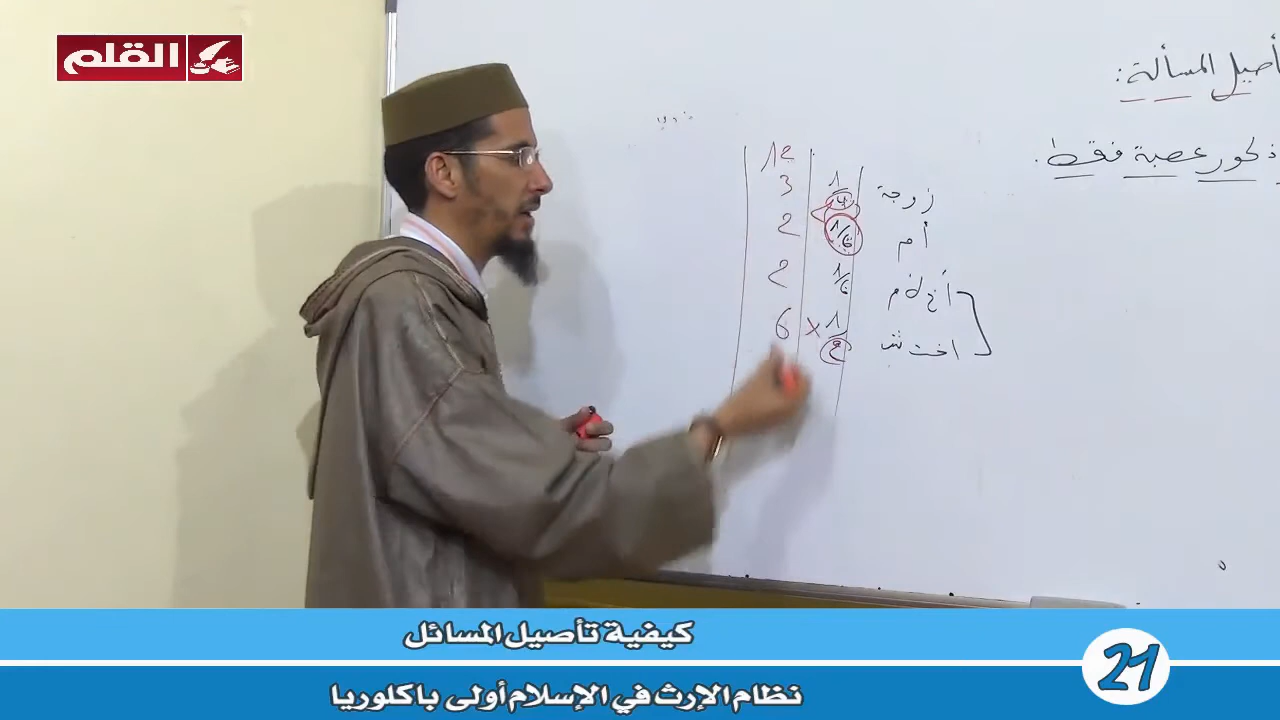 القلم
تأصيل المسألة:
ذكور عصبة فقط.
12
زوجة 1/4 3
أم 1/6 2
أخ لأم 1/6 2
اخت ش 1/2 × 6
كيفية تأصيل المسائل
نظام الإرث في الإسلام أولى باكلوريا
21